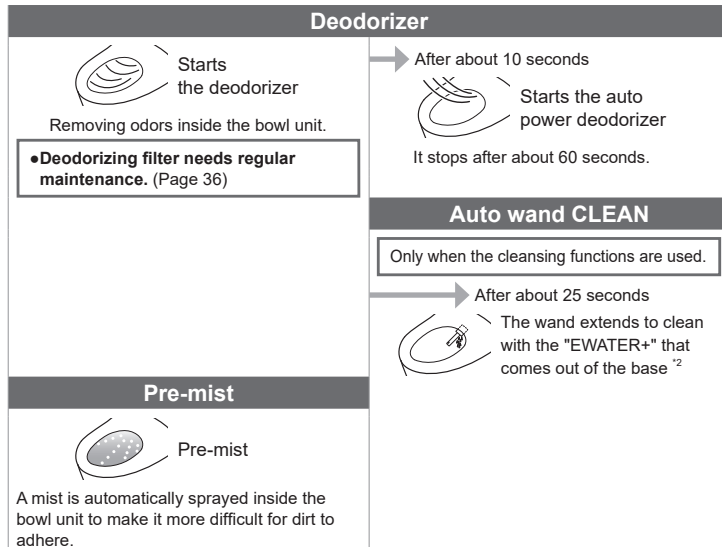 Deodorizer
Starts
the deodorizer
Removing odors inside the bowl unit.
●Deodorizing filter needs regular
maintenance. (Page 36)
After about 10 seconds
Starts the auto
power deodorizer
It stops after about 60 seconds.
Auto wand CLEAN
Only when the cleansing functions are used.
After about 25 seconds
The wand extends to clean
with the "EWATER+" that
comes out of the base *2
Pre-mist
Pre-mist
A mist is automatically sprayed inside the
bowl unit to make it more difficult for dirt to
adhere.